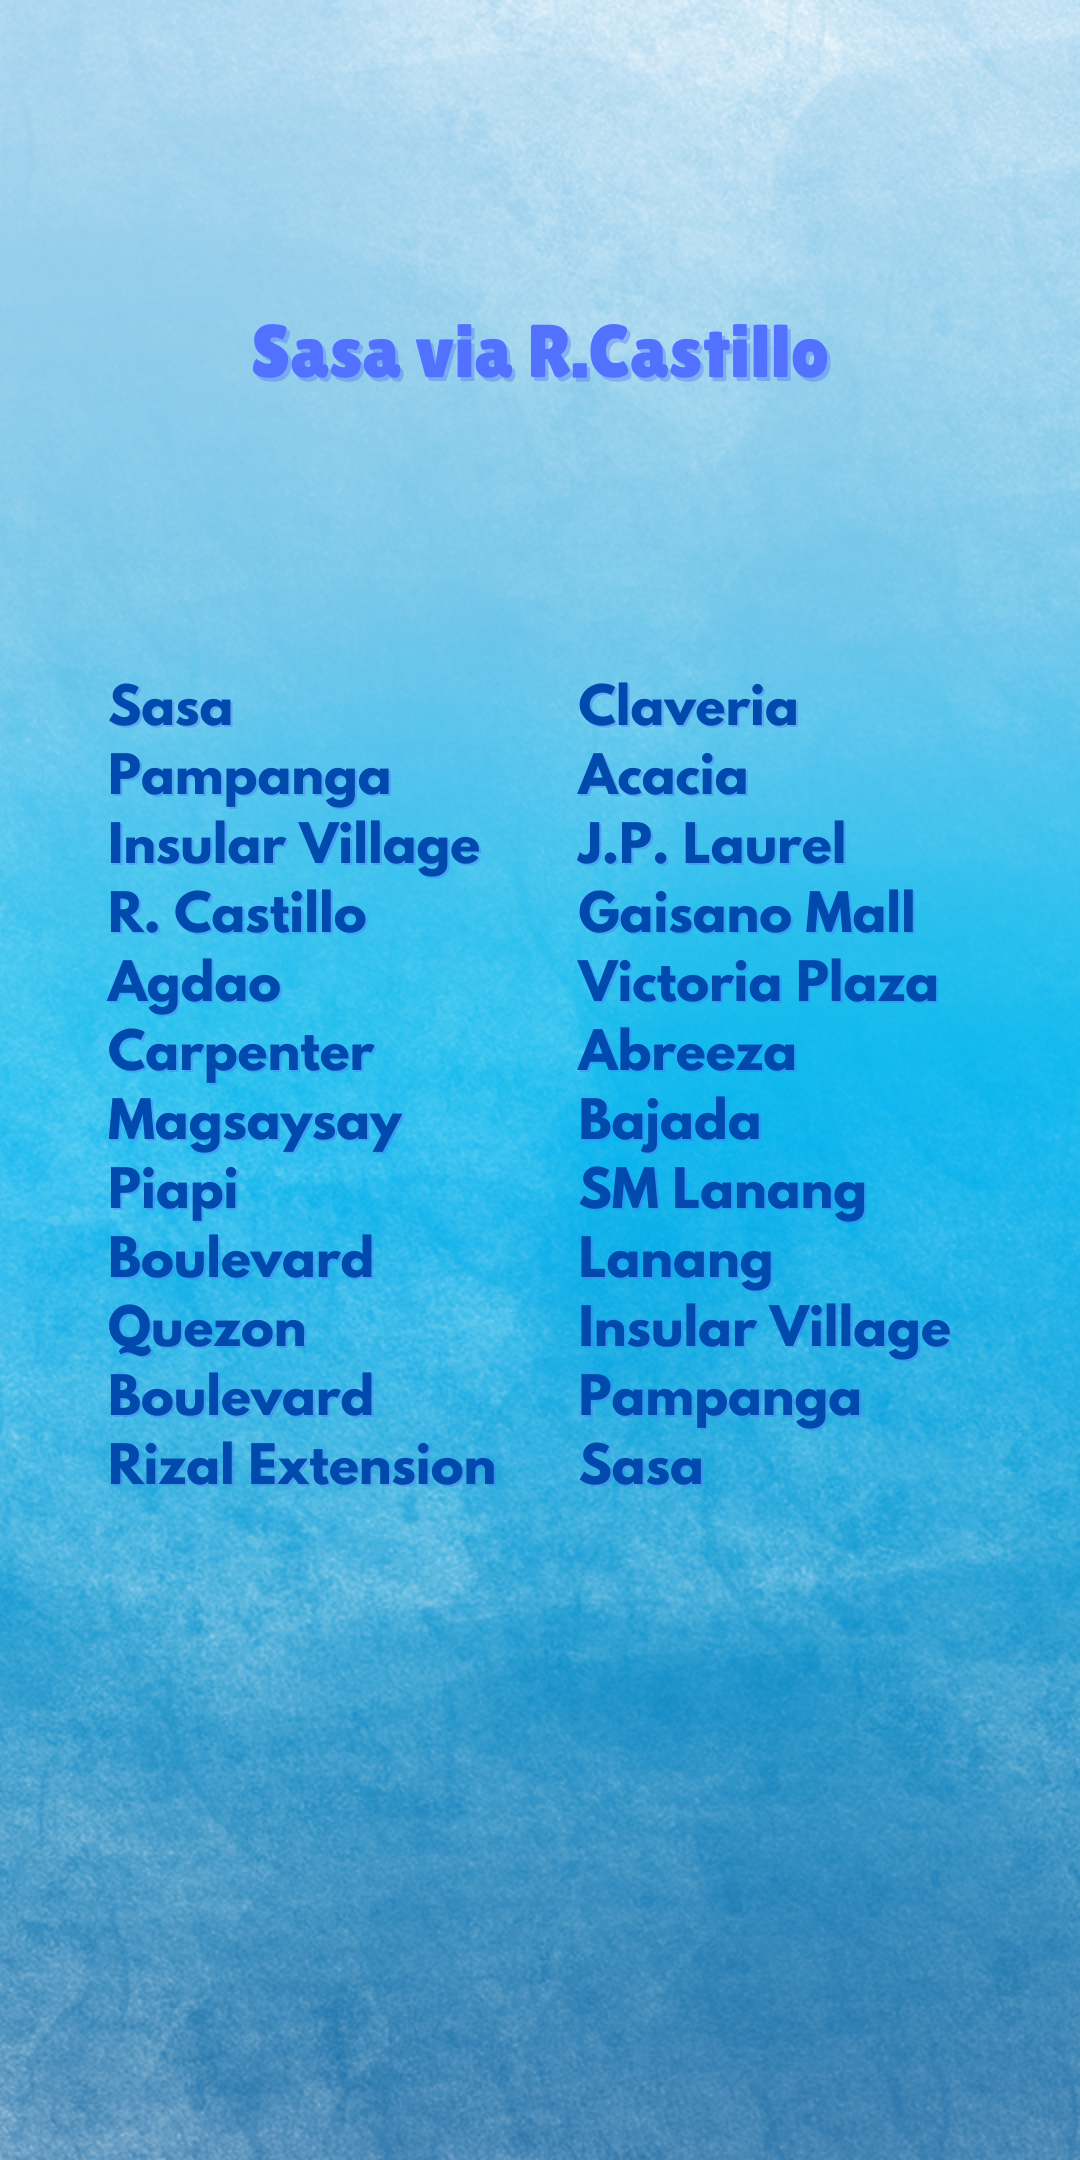 Sasa via R.Castillo
Sasa
Pampanga
Insular Village
R. Castillo
Agdao
Carpenter
Magsaysay
Piapi
Boulevard
Quezon
Boulevard
Rizal Extension
Claveria
Acacia
J.P. Laurel
Gaisano Mall
Victoria Plaza
Abreeza
Bajada
SM Lanang
Lanang
Insular Village
Pampanga
Sasa